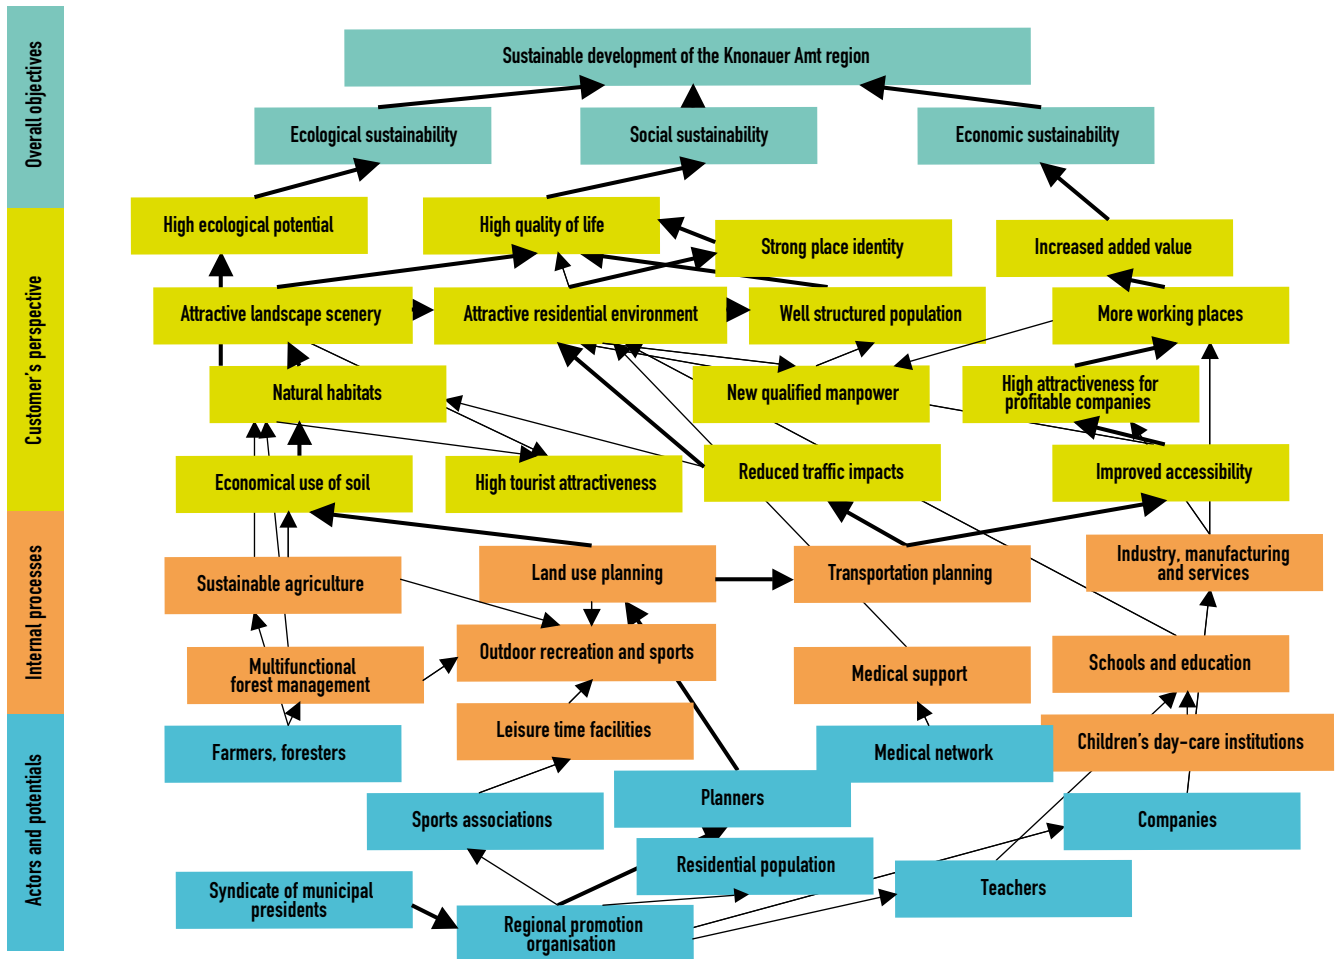 Overall objectives
Sustainable development of the Knonauer Amt region
Ecological sustainability
Social sustainability
Economic sustainability
Customer's perspective
High ecological potential
High quality of life
Strong place identity
Increased added value
Attractive landscape scenery
Attractive residential environment
Well structured population
More working places
Natural habitats
New qualified manpower
High attractiveness for
profitable companies
Economical use of soil
High tourist attractiveness
Reduced traffic impacts
Improved accessibility
Internal processes
Sustainable agriculture
Land use planning
Transportation planning
Industry, manufacturing
and services
Multifunctional
forest management
Outdoor recreation and sports
Medical support
Schools and education
Leisure time facilities
Children's day-care institutions
Actors and potentials
Farmers, foresters
Medical network
Planners
Sports associations
Companies
Residential population
Syndicate of municipal
presidents
Teachers
Regional promotion
organisation